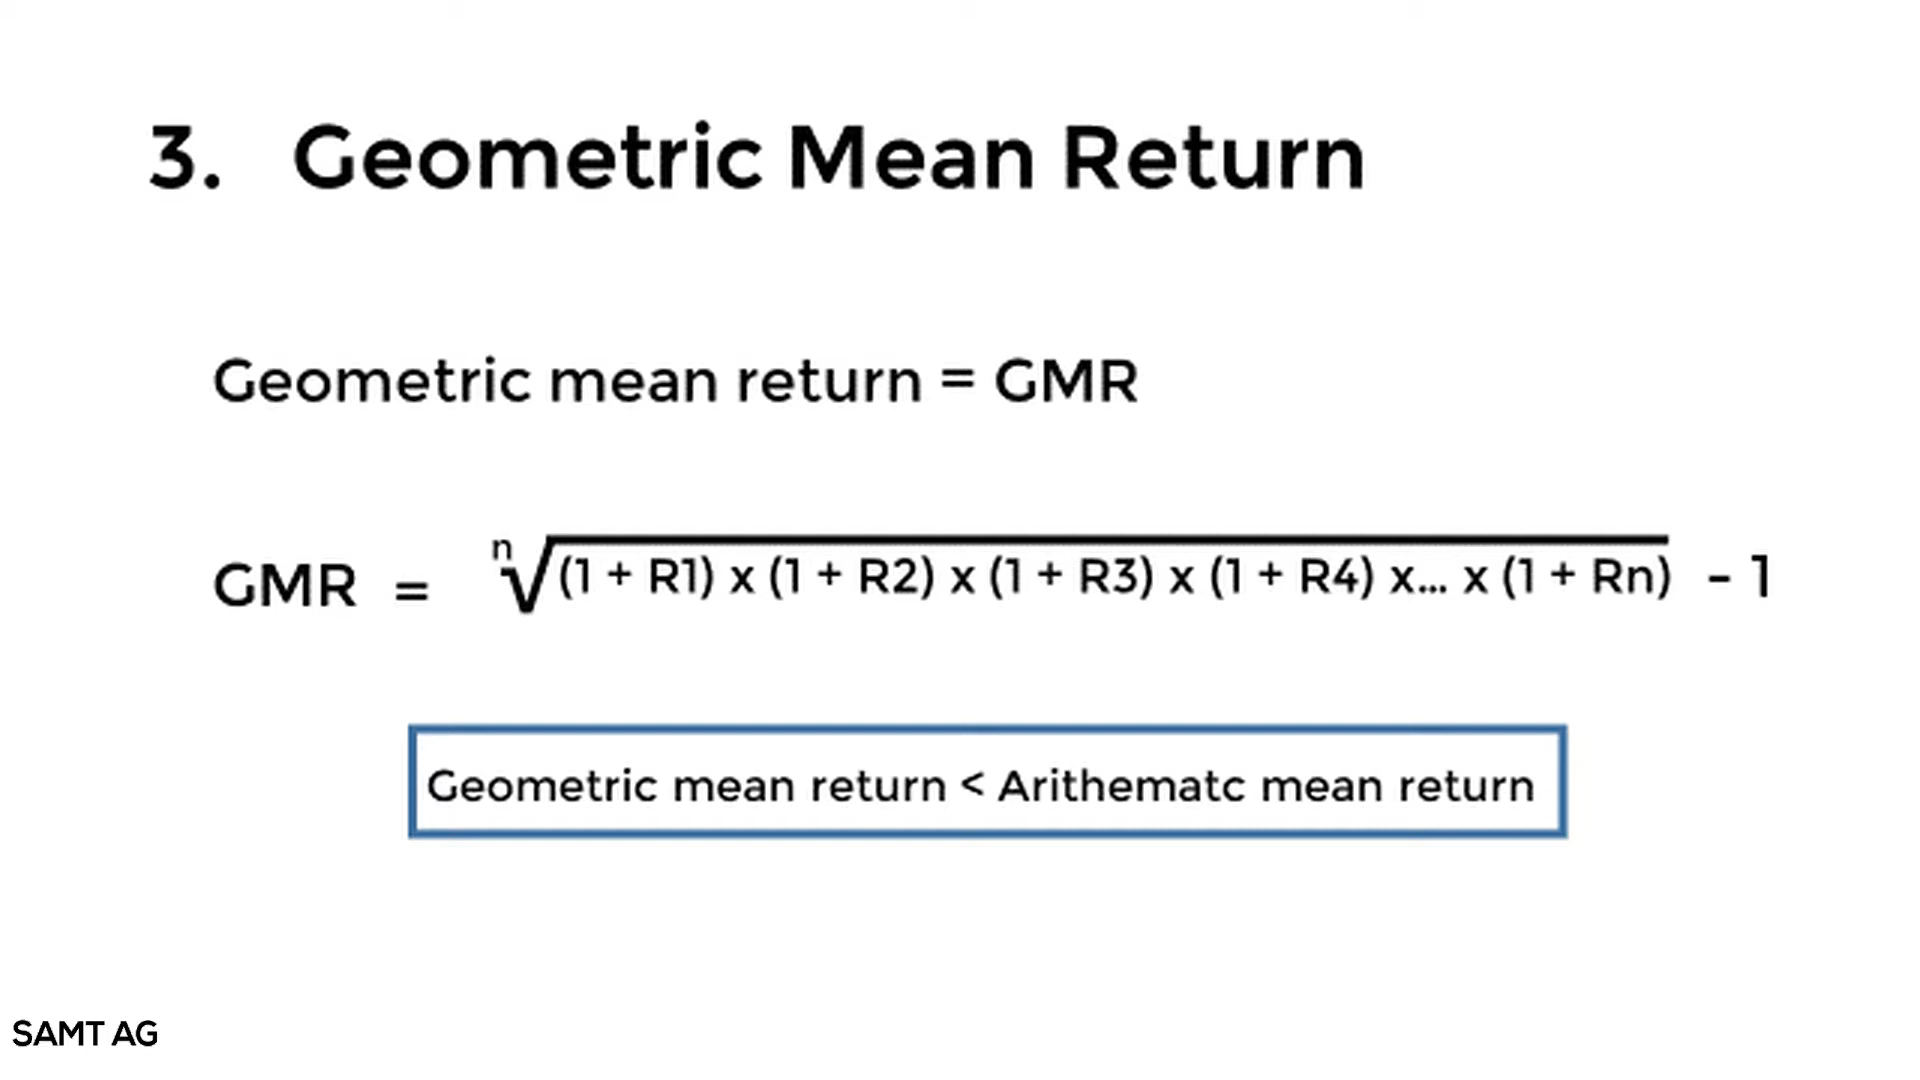 3. Geometric Mean Return
Geometric mean return = GMR
GMR = n√(1 + R1) x (1 + R2) x (1 + R3) x (1 + R4) x... x (1 + Rn) - 1
Geometric mean return < Arithematc mean return
SAMT AG